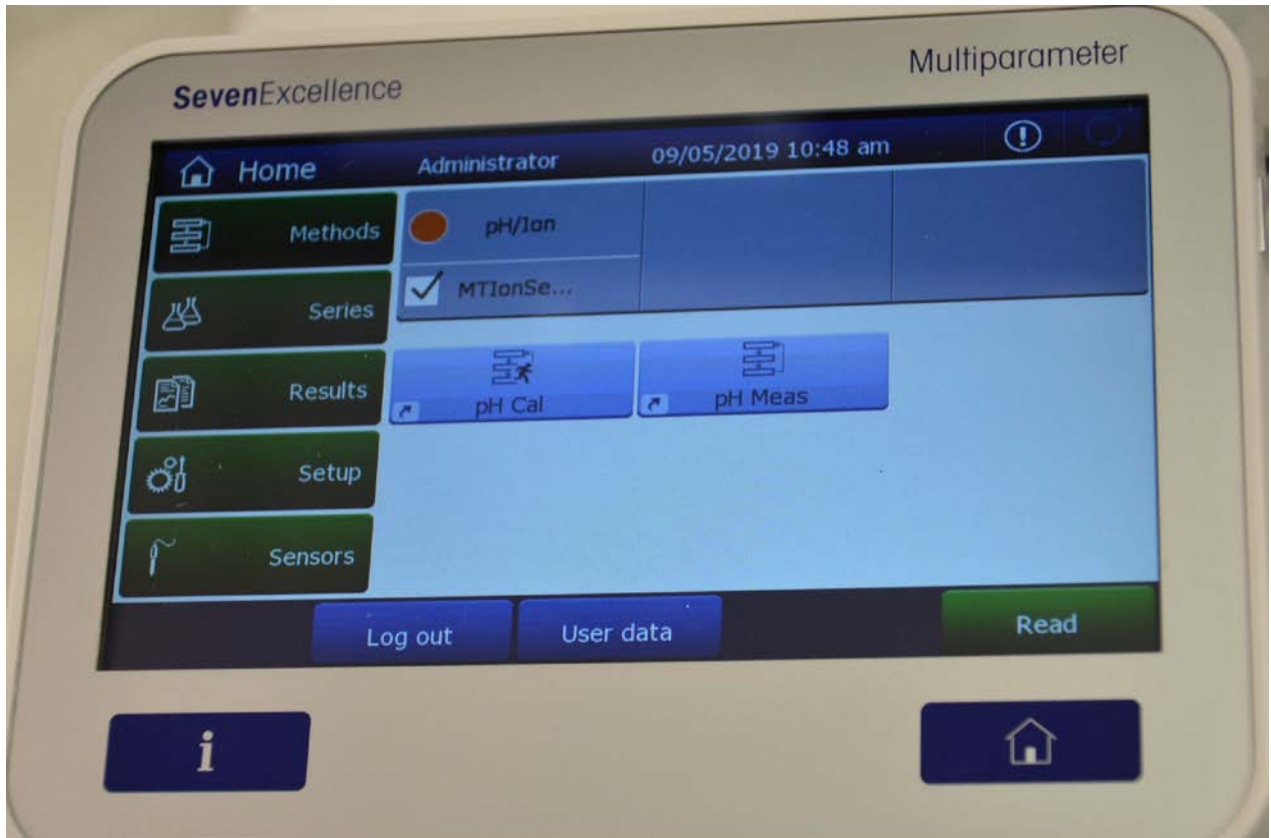 SevenExcellence
Multiparameter
Home
Administrator
09/05/2019 10:48 am
Methods
pH/Ion
MTIonSe...
Series
Results
pH Cal
pH Meas
Setup
Sensors
Log out
User data
Read
i